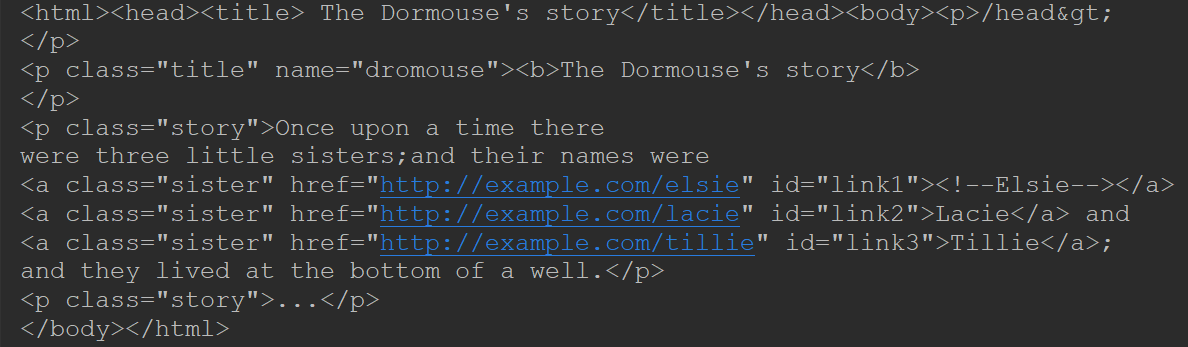 <html><head><title> The Dormouse's story</title></head><body><p>/head&gt;
</p>
<p class="title" name="dromouse"><b>The Dormouse's story</b>
</p>
<p class="story">Once upon a time there
were three little sisters;and their names were
<a class="sister" href="http://example.com/elsie" id="link1"><!--Elsie--></a>
<a class="sister" href="http://example.com/lacie" id="link2">Lacie</a> and
<a class="sister" href="http://example.com/tillie" id="link3">Tillie</a>;
and they lived at the bottom of a well.</p>
<p class="story">...</p>
</body></html>